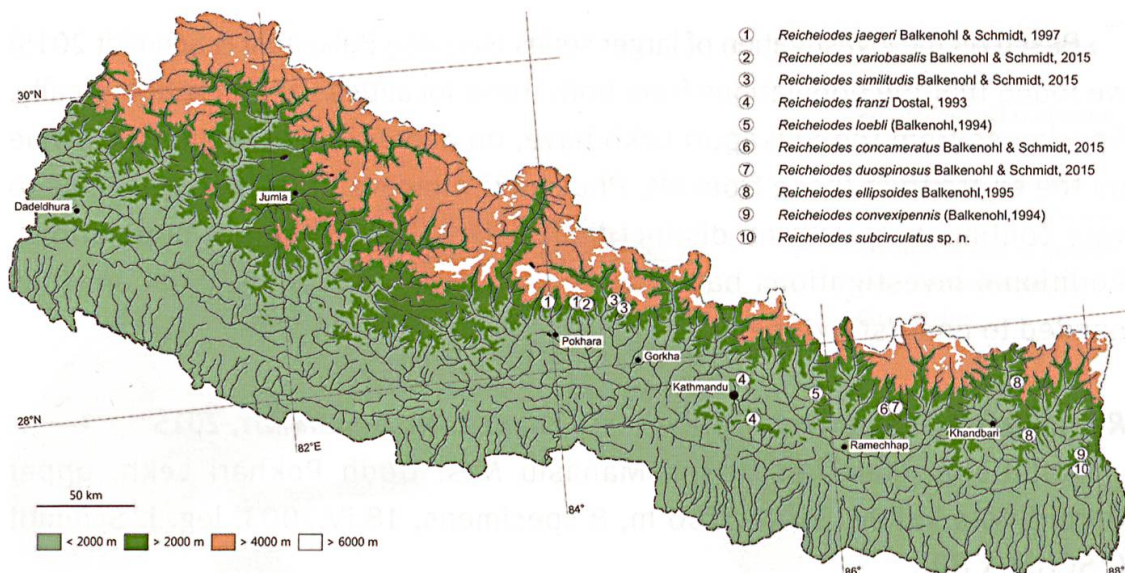 ① Reicheiodes jaegeri Balkenohl & Schmidt, 1997
② Reicheiodes variobasalis Balkenohl & Schmidt, 2015
③ Reicheiodes similitudis Balkenohl & Schmidt, 2015
④ Reicheiodes franzi Dostal, 1993
⑤ Reicheiodes loebli (Balkenohl,1994)
⑥ Reicheiodes concameratus Balkenohl & Schmidt, 2015
⑦ Reicheiodes duospinosus Balkenohl & Schmidt, 2015
⑧ Reicheiodes ellipsoides Balkenohl,1995
⑨ Reicheiodes convexipennis (Balkenohl,1994)
⑩ Reicheiodes subcirculatus sp. n.
30°N
Jumla
Dadeldhura
① ① ② ③ ③
Pokhara
Gorkha
④ Kathmandu
④
⑤ ⑥ ⑦ ⑧
Khandbari ⑧
Ramechhap
⑨
⑩
28°N
82°E
84°
86°
88°
50 km
< 2000 m > 2000 m > 4000 m > 6000 m